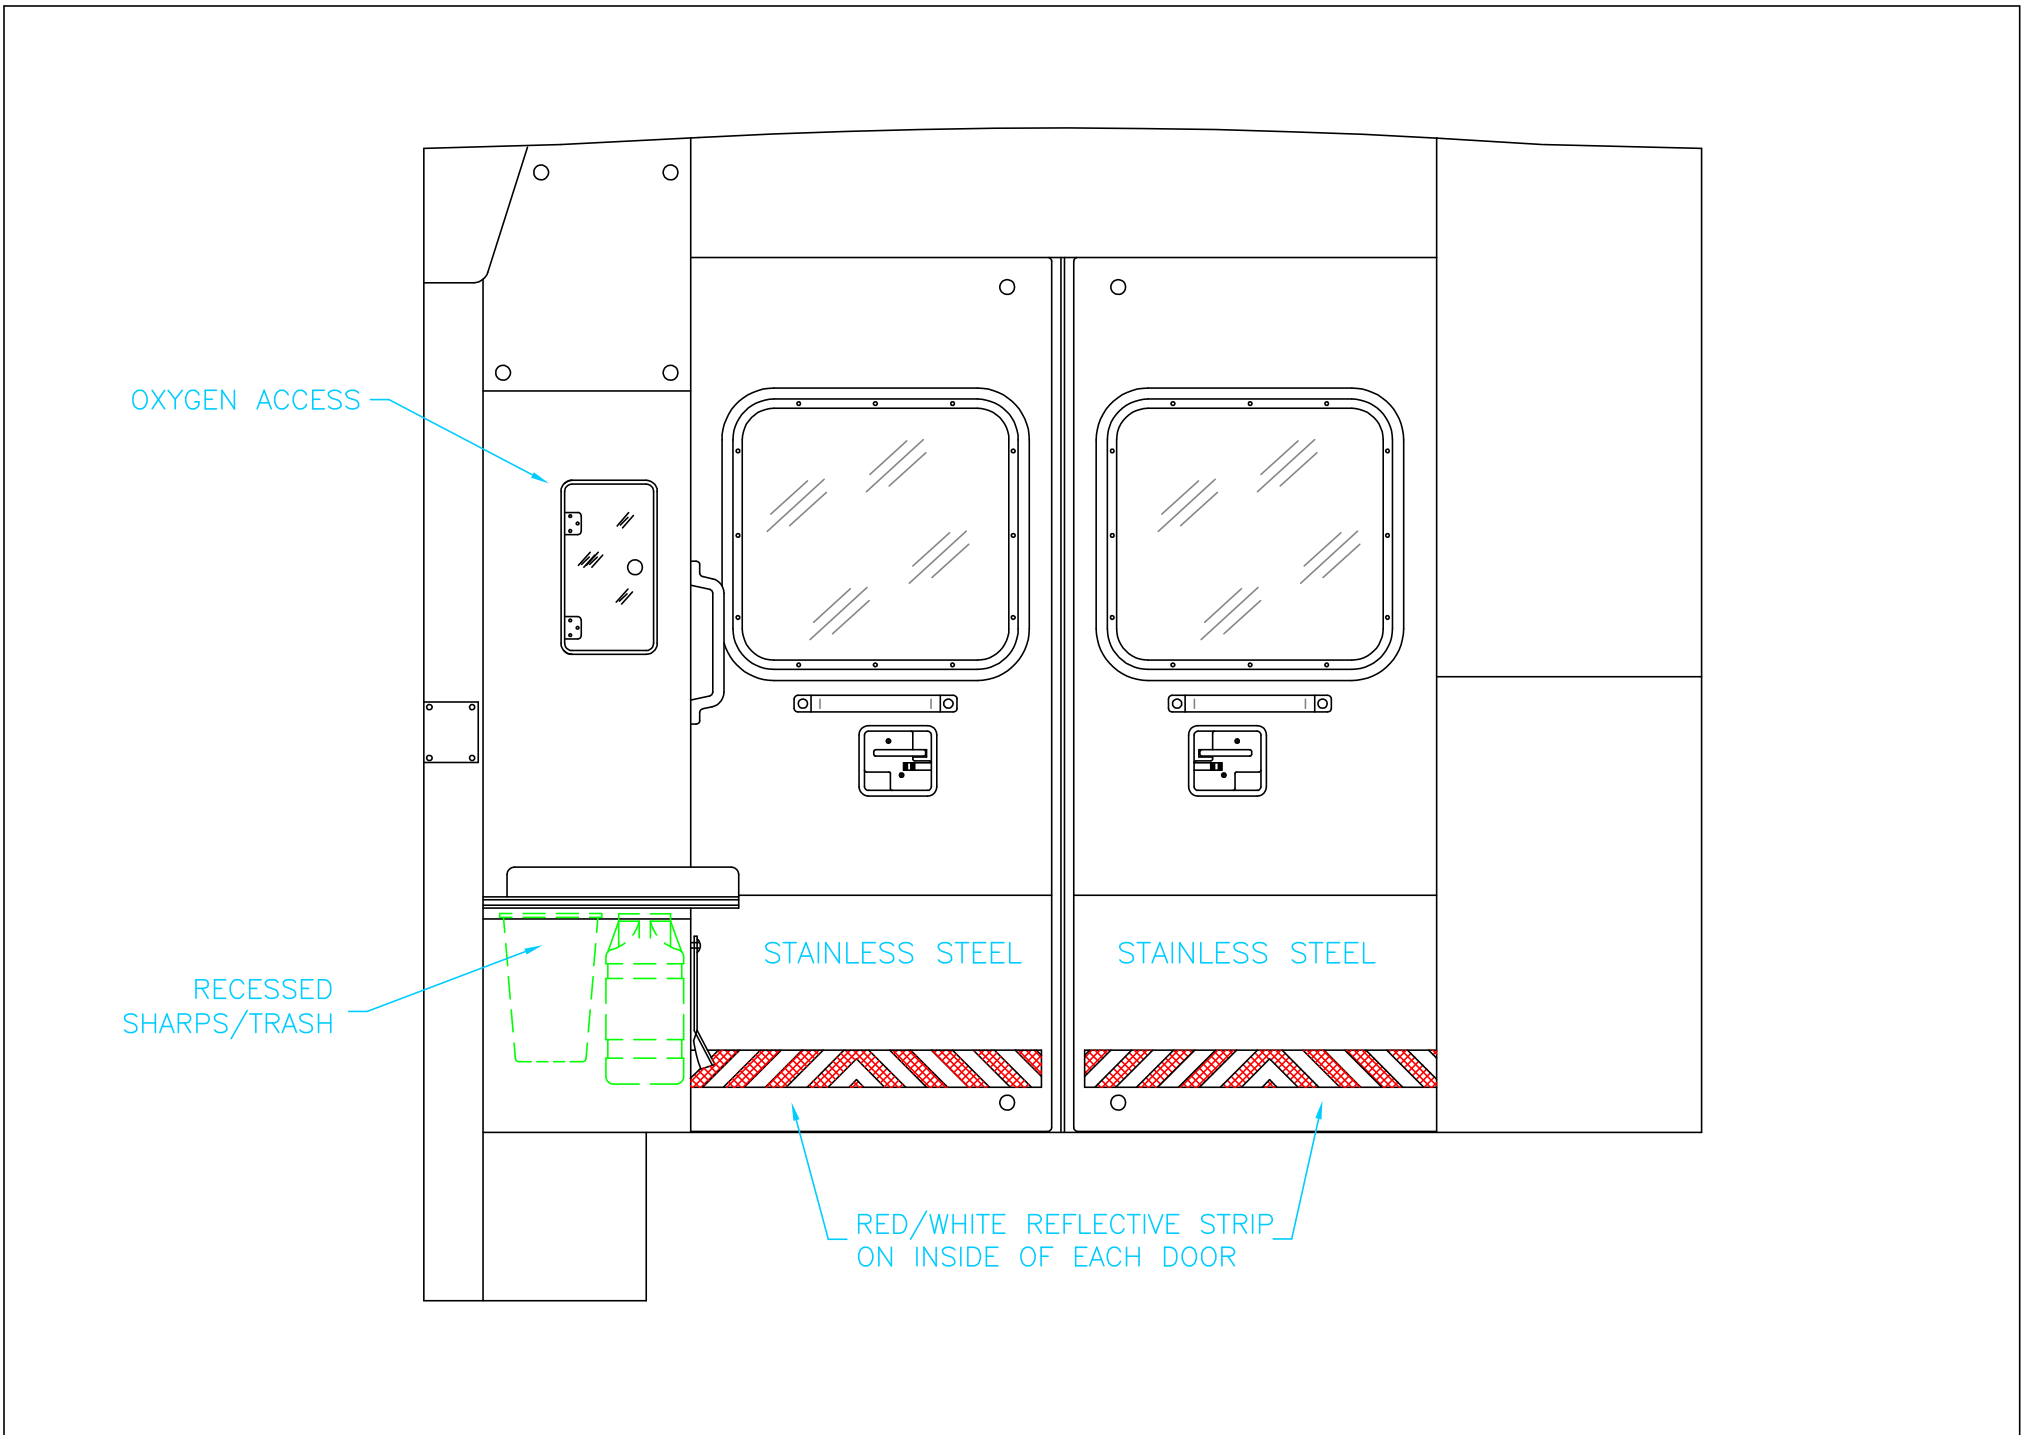 OXYGEN ACCESS
STAINLESS STEEL
STAINLESS STEEL
RECESSED
SHARPS/TRASH
RED/WHITE REFLECTIVE STRIP
ON INSIDE OF EACH DOOR